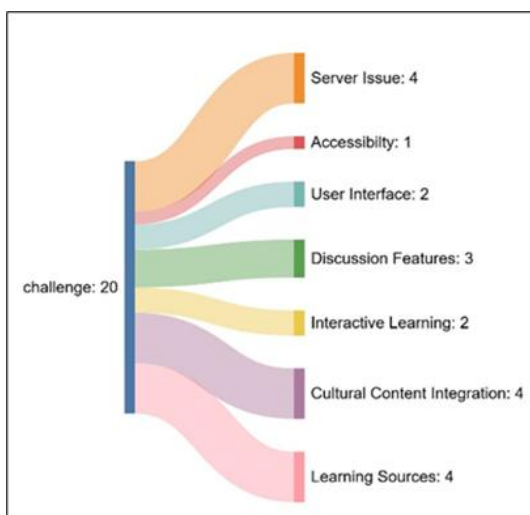 Server Issue: 4
Accessibilty: 1
User Interface: 2
Discussion Features: 3
challenge: 20
Interactive Learning: 2
Cultural Content Integration: 4
Learning Sources: 4